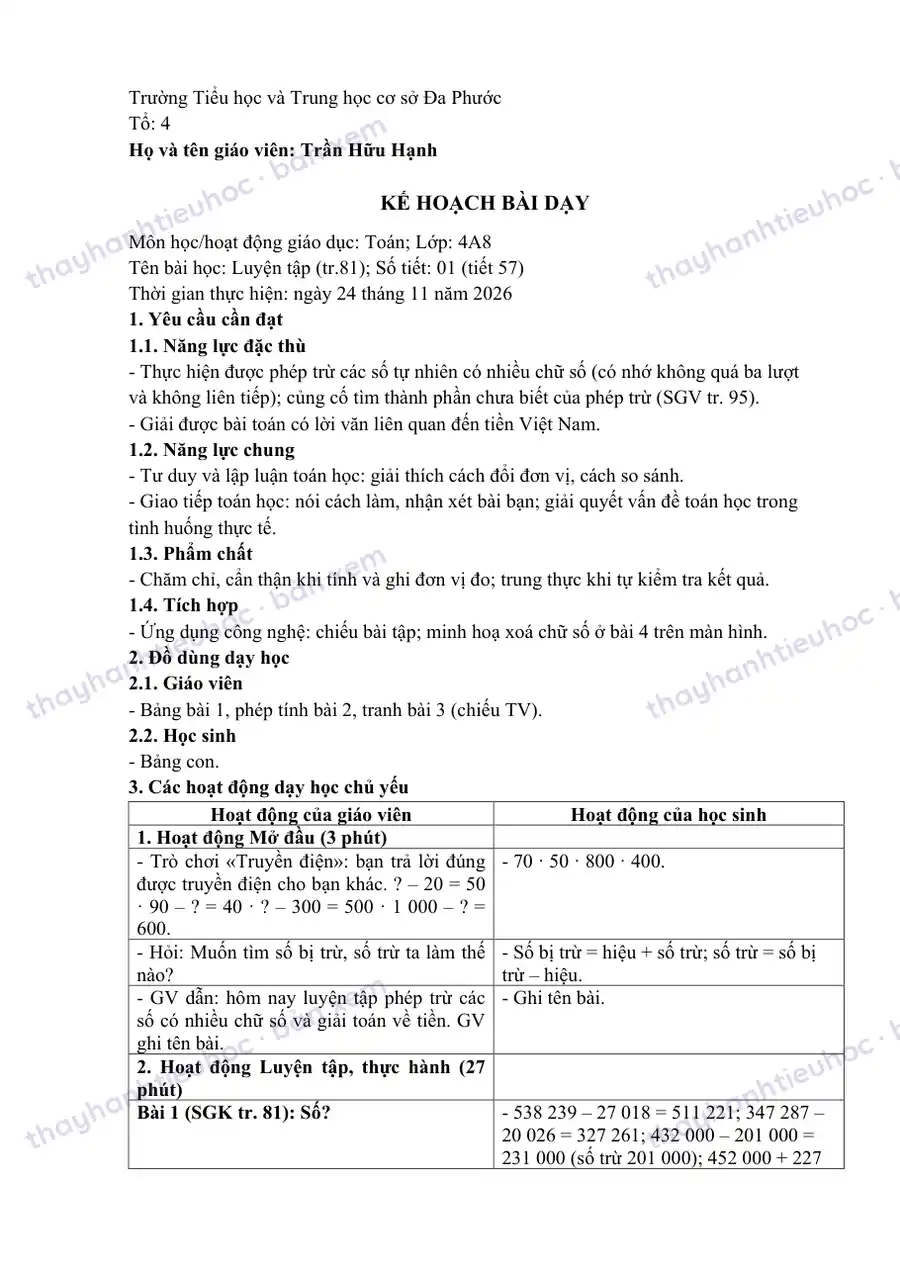 Trường Tiểu học và Trung học cơ sở Đa Phước
Tổ: 4
Họ và tên giáo viên: Trần Hữu Hạnh
KẾ HOẠCH BÀI DẠY
Môn học/hoạt động giáo dục: Toán; Lớp: 4A8
Tên bài học: Luyện tập (tr.81); Số tiết: 01 (tiết 57)
Thời gian thực hiện: ngày 24 tháng 11 năm 2026
1. Yêu cầu cần đạt
1.1. Năng lực đặc thù
- Thực hiện được phép trừ các số tự nhiên có nhiều chữ số (có nhớ không quá ba lượt
và không liên tiếp); củng cố tìm thành phần chưa biết của phép trừ (SGV tr. 95).
- Giải được bài toán có lời văn liên quan đến tiền Việt Nam.
1.2. Năng lực chung
- Tư duy và lập luận toán học: giải thích cách đổi đơn vị, cách so sánh.
- Giao tiếp toán học: nói cách làm, nhận xét bài bạn; giải quyết vấn đề toán học trong
tình huống thực tế.
1.3. Phẩm chất
- Chăm chỉ, cẩn thận khi tính và ghi đơn vị đo; trung thực khi tự kiểm tra kết quả.
1.4. Tích hợp
- Ứng dụng công nghệ: chiếu bài tập; minh hoạ xoá chữ số ở bài 4 trên màn hình.
2. Đồ dùng dạy học
2.1. Giáo viên
- Bảng bài 1, phép tính bài 2, tranh bài 3 (chiếu TV).
2.2. Học sinh
- Bảng con.
3. Các hoạt động dạy học chủ yếu
Hoạt động của giáo viên
Hoạt động của học sinh
1. Hoạt động Mở đầu (3 phút)
- Trò chơi «Truyền điện»: bạn trả lời đúng
được truyền điện cho bạn khác. ? – 20 = 50
· 90 – ? = 40 · ? – 300 = 500 · 1 000 – ? =
600.
- 70 · 50 · 800 · 400.
- Hỏi: Muốn tìm số bị trừ, số trừ ta làm thế
nào?
- Số bị trừ = hiệu + số trừ; số trừ = số bị
trừ – hiệu.
- GV dẫn: hôm nay luyện tập phép trừ các
số có nhiều chữ số và giải toán về tiền. GV
ghi tên bài.
- Ghi tên bài.
2. Hoạt động Luyện tập, thực hành (27
phút)
Bài 1 (SGK tr. 81): Số?
- 538 239 – 27 018 = 511 221; 347 287 –
20 026 = 327 261; 432 000 – 201 000 =
231 000 (số trừ 201 000); 452 000 + 227
thayhanhtieuhoc · bản xem
thayhanhtieuhoc · b
thayhanhtieuhoc · bản xem
thayhanhtieuhoc · b
thayhanhtieuhoc · bản xem
thayhanhtieuhoc · b